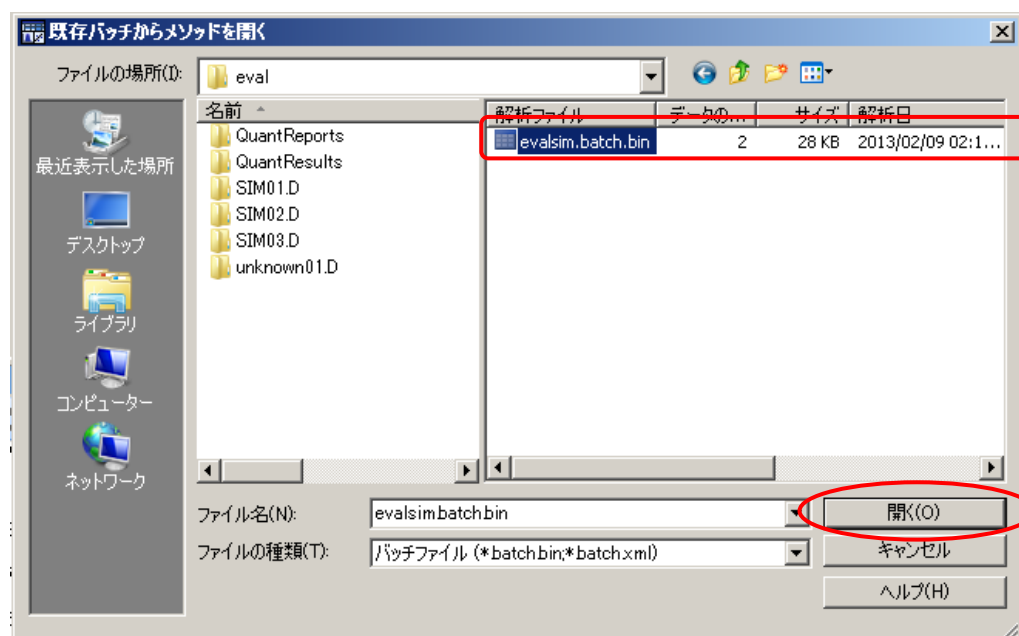 既存バッチからメソッドを開く
ファイルの場所(I): eval
最近表示した場所
デスクトップ
ライブラリ
コンピューター
ネットワーク
名前
QuantReports
QuantResults
SIM01.D
SIM02.D
SIM03.D
unknown01.D
解析ファイル データの... サイズ 解析日
evalsim.batch.bin 2 28 KB 2013/02/09 02:1...
ファイル名(N): evalsim.batch.bin 開く(O)
ファイルの種類(T): バッチファイル (*.batch.bin;*.batch.xml) キャンセル
ヘルプ(H)